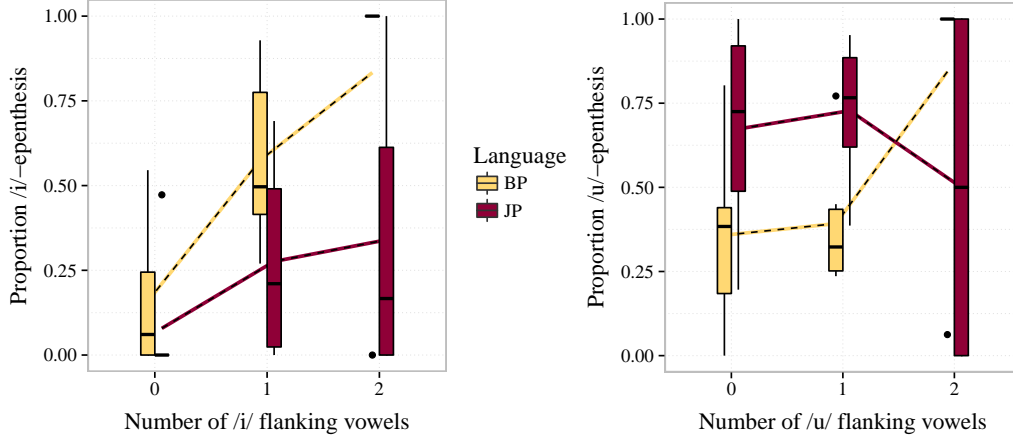 1.00
0.75
0.50
0.25
0.00
Proportion /i/−epenthesis
0
1
2
Number of /i/ flanking vowels
Language
BP
JP
1.00
0.75
0.50
0.25
0.00
Proportion /u/−epenthesis
0
1
2
Number of /u/ flanking vowels